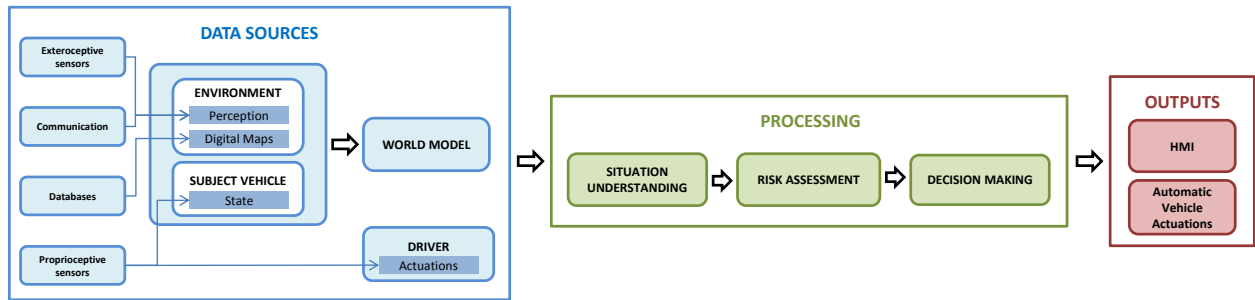 DATA SOURCES
Exteroceptive
sensors
Communication
Databases
Proprioceptive
sensors
ENVIRONMENT
Perception
Digital Maps
SUBJECT VEHICLE
State
WORLD MODEL
DRIVER
Actuations
PROCESSING
SITUATION
UNDERSTANDING
RISK ASSESSMENT
DECISION MAKING
OUTPUTS
HMI
Automatic
Vehicle
Actuations